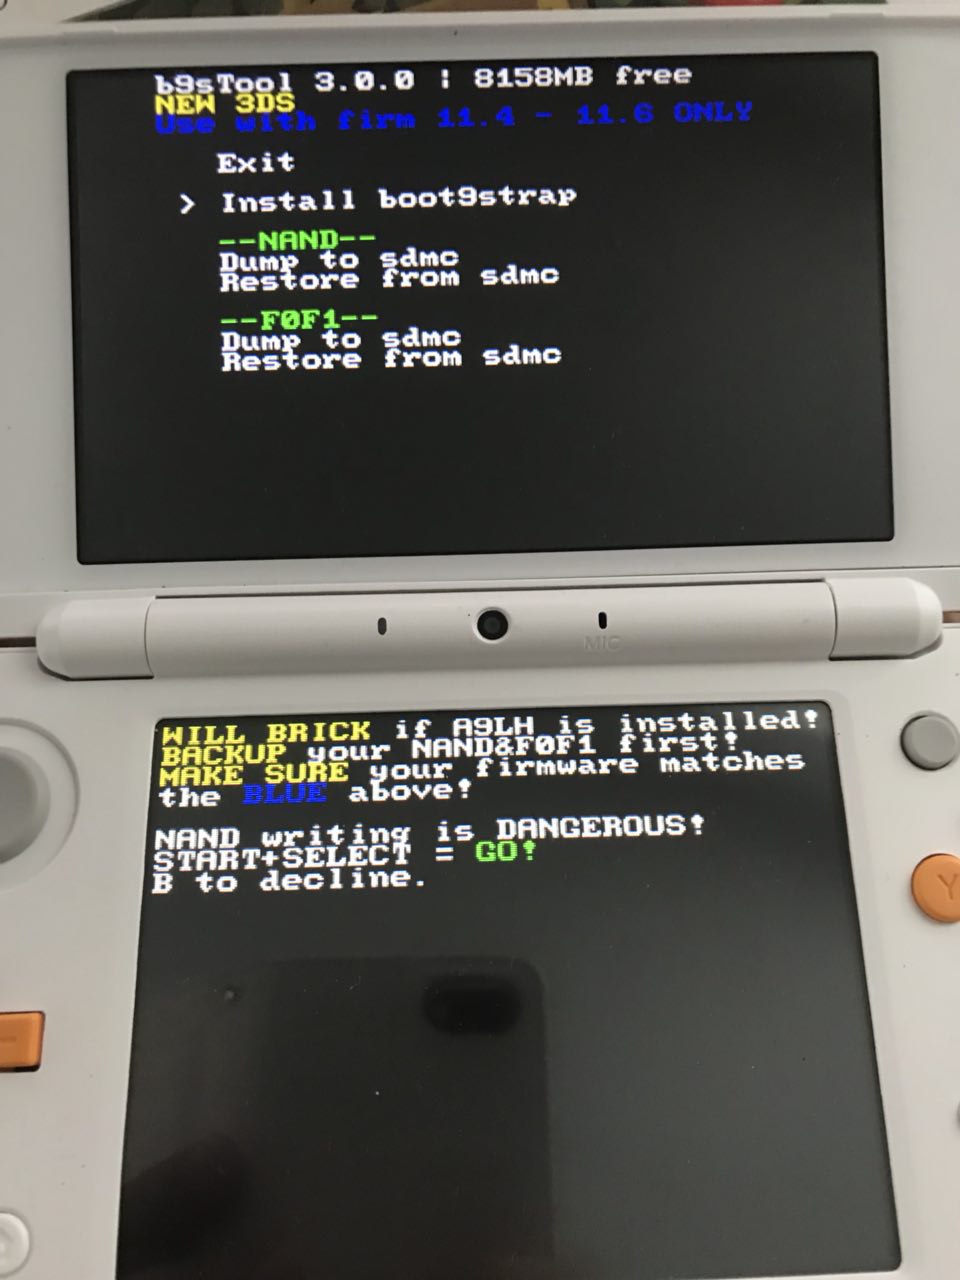 b9sTool 3.0.0 | 8158MB free
NEW 3DS
Use with firm 11.4 - 11.6 ONLY
Exit
> Install boot9strap
--NAND--
Dump to sdmc
Restore from sdmc
--F0F1--
Dump to sdmc
Restore from sdmc
MIC
WILL BRICK if A9LH is installed!
BACKUP your NAND&F0F1 first!
MAKE SURE your firmware matches
the BLUE above!
NAND writing is DANGEROUS!
START+SELECT = GO!
B to decline.
Y